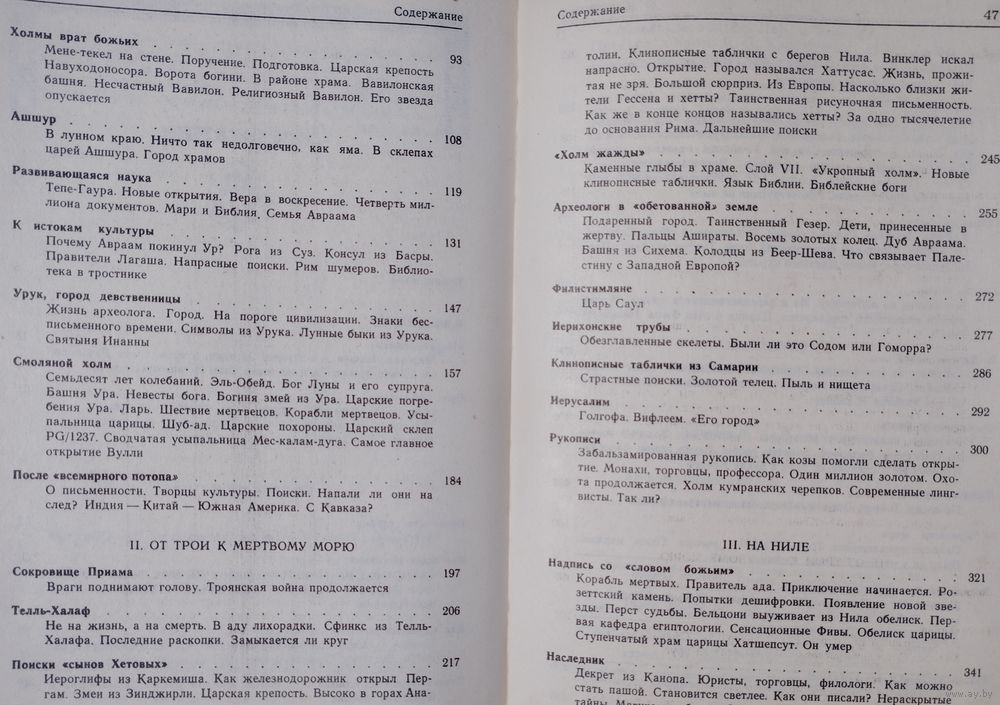 Содержание
Холмы врат божьих . . . . . . . . . . . . . . . . . 93
Мене-текел на стене. Поручение. Подготовка. Царская крепость
Навуходоносора. Ворота богини. В районе храма. Вавилонская
башня. Несчастный Вавилон. Религиозный Вавилон. Его звезда
опускается
Ашшур . . . . . . . . . . . . . . . . . 108
В лунном краю. Ничто так недолговечно, как яма. В склепах
царей Ашшура. Город храмов
Развивающаяся наука . . . . . . . . . . . . . . . . . 119
Тепе-Гаура. Новые открытия. Вера в воскресение. Четверть мил-
лиона документов. Мари и Библия. Семья Авраама
К истокам культуры . . . . . . . . . . . . . . . . . 131
Почему Авраам покинул Ур? Рога из Суз. Консул из Басры.
Правители Лагаша. Напрасные поиски. Рим шумеров. Библио-
тека в тростнике
Урук, город девственницы . . . . . . . . . . . . . . . . . 147
Жизнь археолога. Город. На пороге цивилизации. Знаки бес-
письменного времени. Символы из Урука. Лунные быки из Урука.
Святыня Инанны
Смоляной холм . . . . . . . . . . . . . . . . . 157
Семьдесят лет колебаний. Эль-Обейд. Бог Луны и его супруга.
Башня Ура. Невесты бога. Богиня змей из Ура. Царские погре-
бения Ура. Ларь. Шествие мертвецов. Корабли мертвецов. Усы-
пальница царицы. Шуб-ад. Царские похороны. Царский склеп
PG/1237. Сводчатая усыпальница Мес-калам-дуга. Самое главное
открытие Вулли
После «всемирного потопа» . . . . . . . . . . . . . . . . . 184
О письменности. Творцы культуры. Поиски. Напали ли они на
след? Индия — Китай — Южная Америка. С Кавказа?
II. ОТ ТРОИ К МЕРТВОМУ МОРЮ
Сокровище Приама . . . . . . . . . . . . . . . . . 197
Враги поднимают голову. Троянская война продолжается
Телль-Халаф . . . . . . . . . . . . . . . . . 206
Не на жизнь, а на смерть. В аду лихорадки. Сфинкс из Телль-
Халафа. Последние раскопки. Замыкается ли круг
Поиски «сынов Хетовых» . . . . . . . . . . . . . . . . . 217
Иероглифы из Каркемиша. Как железнодорожник открыл Пер-
гам. Змеи из Зинджирли. Царская крепость. Высоко в горах Ана-
Содержание 47
толии. Клинописные таблички с берегов Нила. Винклер искал
напрасно. Открытие. Город назывался Хаттусас. Жизнь, прожи-
тая не зря. Большой сюрприз. Из Европы. Насколько близки жи-
тели Гессена и хетты? Таинственная рисуночная письменность.
Как же в конце концов назывались хетты? За одно тысячелетие
до основания Рима. Дальнейшие поиски
«Холм жажды» . . . . . . . . . . . . . . . . . 245
Каменные глыбы в храме. Слой VII. «Укропный холм». Новые
клинописные таблички. Язык Библии. Библейские боги
Археологи в «обетованной» земле . . . . . . . . . . . . . . . . . 255
Подаренный город. Таинственный Гезер. Дети, принесенные в
жертву. Пальцы Ашираты. Восемь золотых колец. Дуб Авраама.
Башня из Сихема. Колодцы из Беер-Шева. Что связывает Пале-
стину с Западной Европой?
Филистимляне . . . . . . . . . . . . . . . . . 272
Царь Саул
Иерихонские трубы . . . . . . . . . . . . . . . . . 277
Обезглавленные скелеты. Были ли это Содом или Гоморра?
Клинописные таблички из Самарии . . . . . . . . . . . . . . . . . 286
Страстные поиски. Золотой телец. Пыль и нищета
Иерусалим . . . . . . . . . . . . . . . . . 292
Голгофа. Вифлеем. «Его город»
Рукописи . . . . . . . . . . . . . . . . . 300
Забальзамированная рукопись. Как козы помогли сделать откры-
тие. Монахи, торговцы, профессора. Один миллион золотом. Охо-
та продолжается. Холм кумранских черепков. Современные линг-
висты. Так ли?
III. НА НИЛЕ
Надпись со «словом божьим» . . . . . . . . . . . . . . . . . 321
Корабль мертвых. Правитель ада. Приключение начинается. Ро-
зеттский камень. Попытки дешифровки. Появление новой зве-
зды. Перст судьбы. Бельцони выуживает из Нила обелиск. Пер-
вая кафедра египтологии. Сенсационные Фивы. Обелиск царицы.
Ступенчатый храм царицы Хатшепсут. Он умер
Наследник . . . . . . . . . . . . . . . . . 341
Декрет из Канопа. Юристы, торговцы, филологи. Как можно
стать пашой. Становится светлее. Как они писали? Нераскрытые
тайны.
www.ay.by